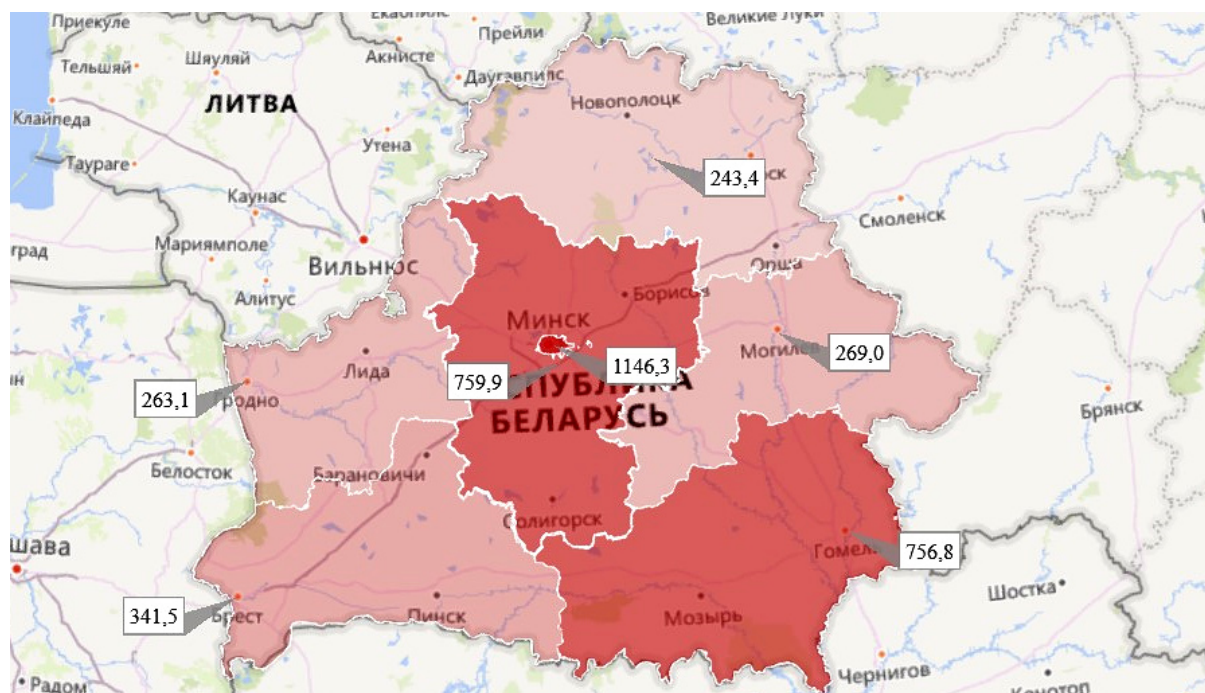 Приекуле
Екабпилс
Прейли
Великие Луки
Тельшяй
Шяуляй
Акнисте
Даугавпилс
ЛИТВА
Новополоцк
Клайпеда
Утена
Таураге
243,4
Каунас
Смоленск
Мариямполе
Вильнюс
Орша
Алитус
Борисов
Минск
Могилев
269,0
1146,3
759,9
Лида
263,1
Гродно
БЕЛАРУСЬ
Брянск
Белосток
Барановичи
Солигорск
шава
Гомель
756,8
Шостка
341,5
Брест
Пинск
Мозырь
Чернигов
Радом
Конотоп